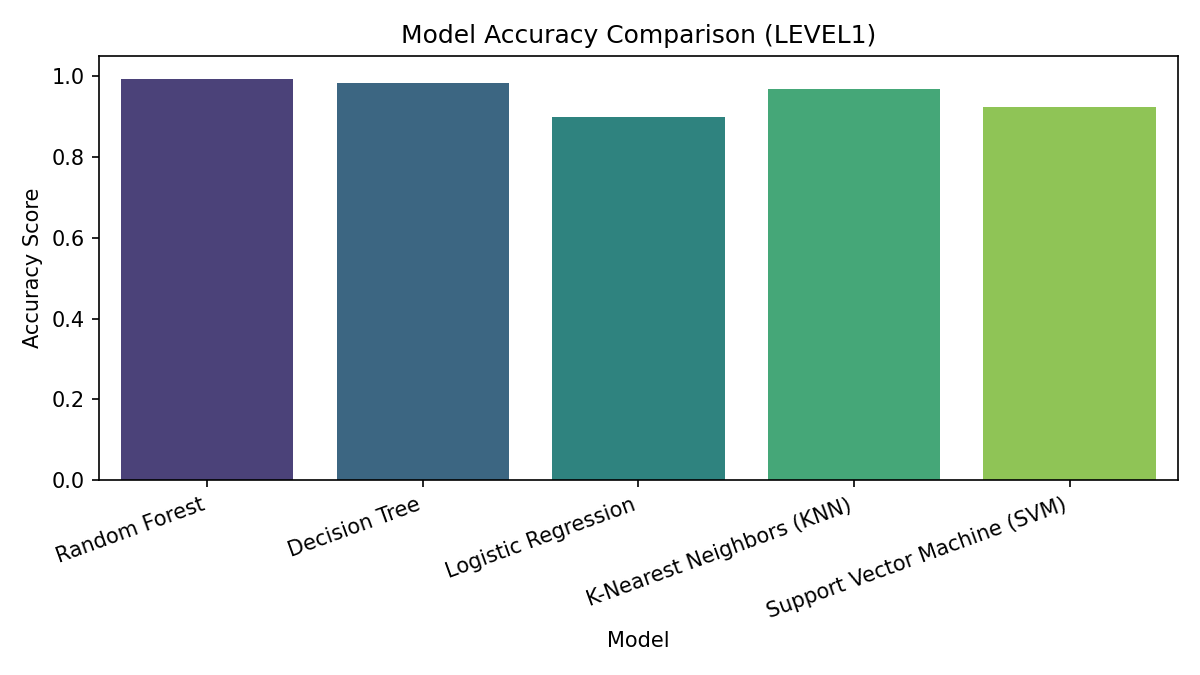 Model Accuracy Comparison (LEVEL1)
1.0
0.8
0.6
0.4
0.2
0.0
Accuracy Score
Random Forest
Decision Tree
Logistic Regression
K-Nearest Neighbors (KNN)
Support Vector Machine (SVM)
Model